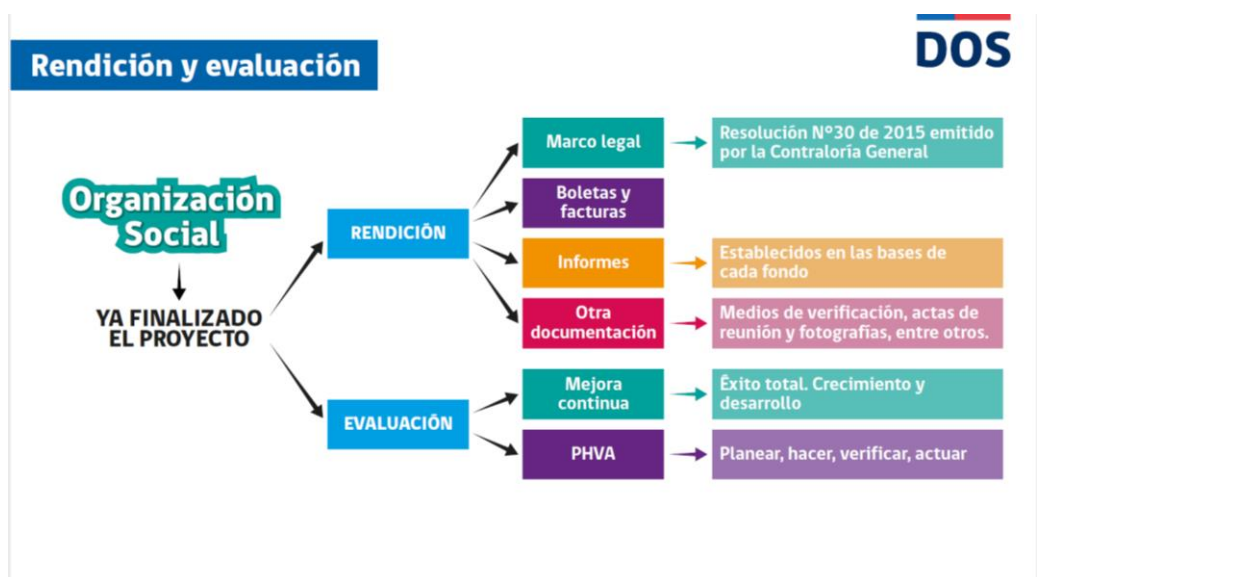 DOS
Rendición y evaluación
Organización
Social
YA FINALIZADO
EL PROYECTO
RENDICIÓN
Marco legal
Resolución N°30 de 2015 emitido
por la Contraloría General
Boletas y
facturas
Informes
Establecidos en las bases de
cada fondo
Otra
documentación
Medios de verificación, actas de
reunión y fotografías, entre otros.
EVALUACIÓN
Mejora
continua
Êxito total. Crecimiento y
desarrollo
PHVA
Planear, hacer, verificar, actuar